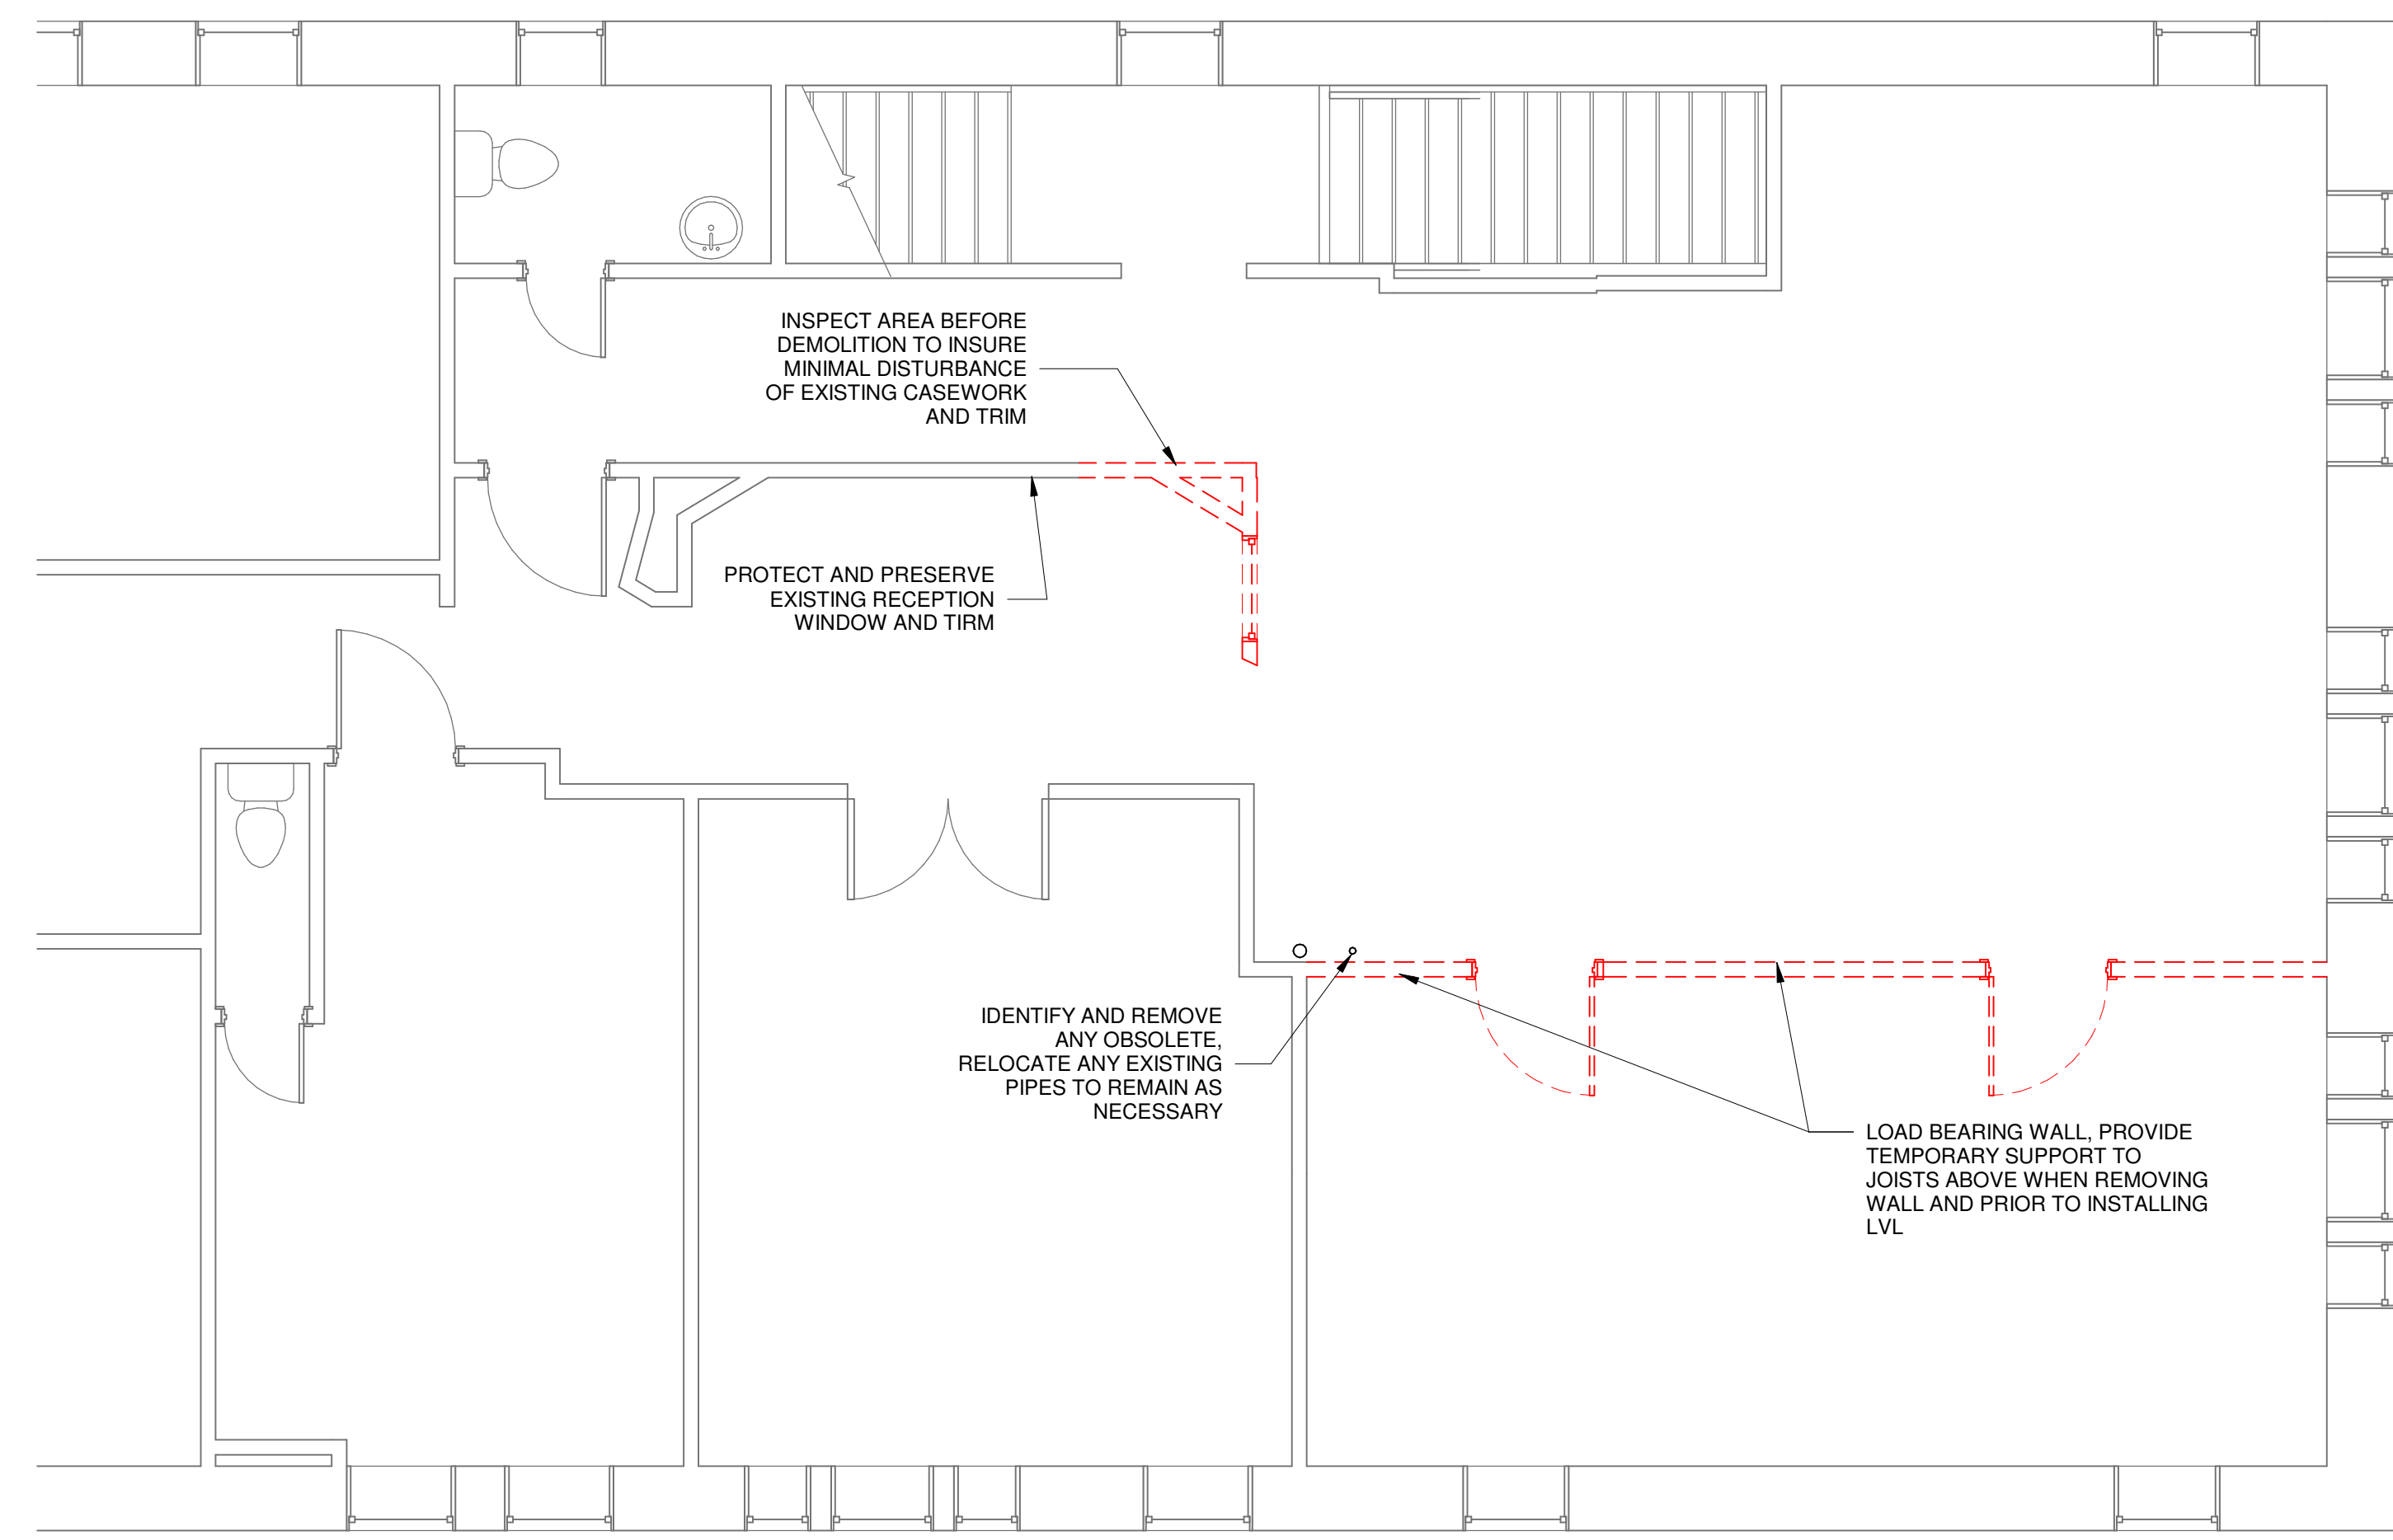 INSPECT AREA BEFORE
DEMOLITION TO INSURE
MINIMAL DISTURBANCE
OF EXISTING CASEWORK
AND TRIM
PROTECT AND PRESERVE
EXISTING RECEPTION
WINDOW AND TIRM
IDENTIFY AND REMOVE
ANY OBSOLETE,
RELOCATE ANY EXISTING
PIPES TO REMAIN AS
NECESSARY
LOAD BEARING WALL, PROVIDE
TEMPORARY SUPPORT TO
JOISTS ABOVE WHEN REMOVING
WALL AND PRIOR TO INSTALLING
LVL